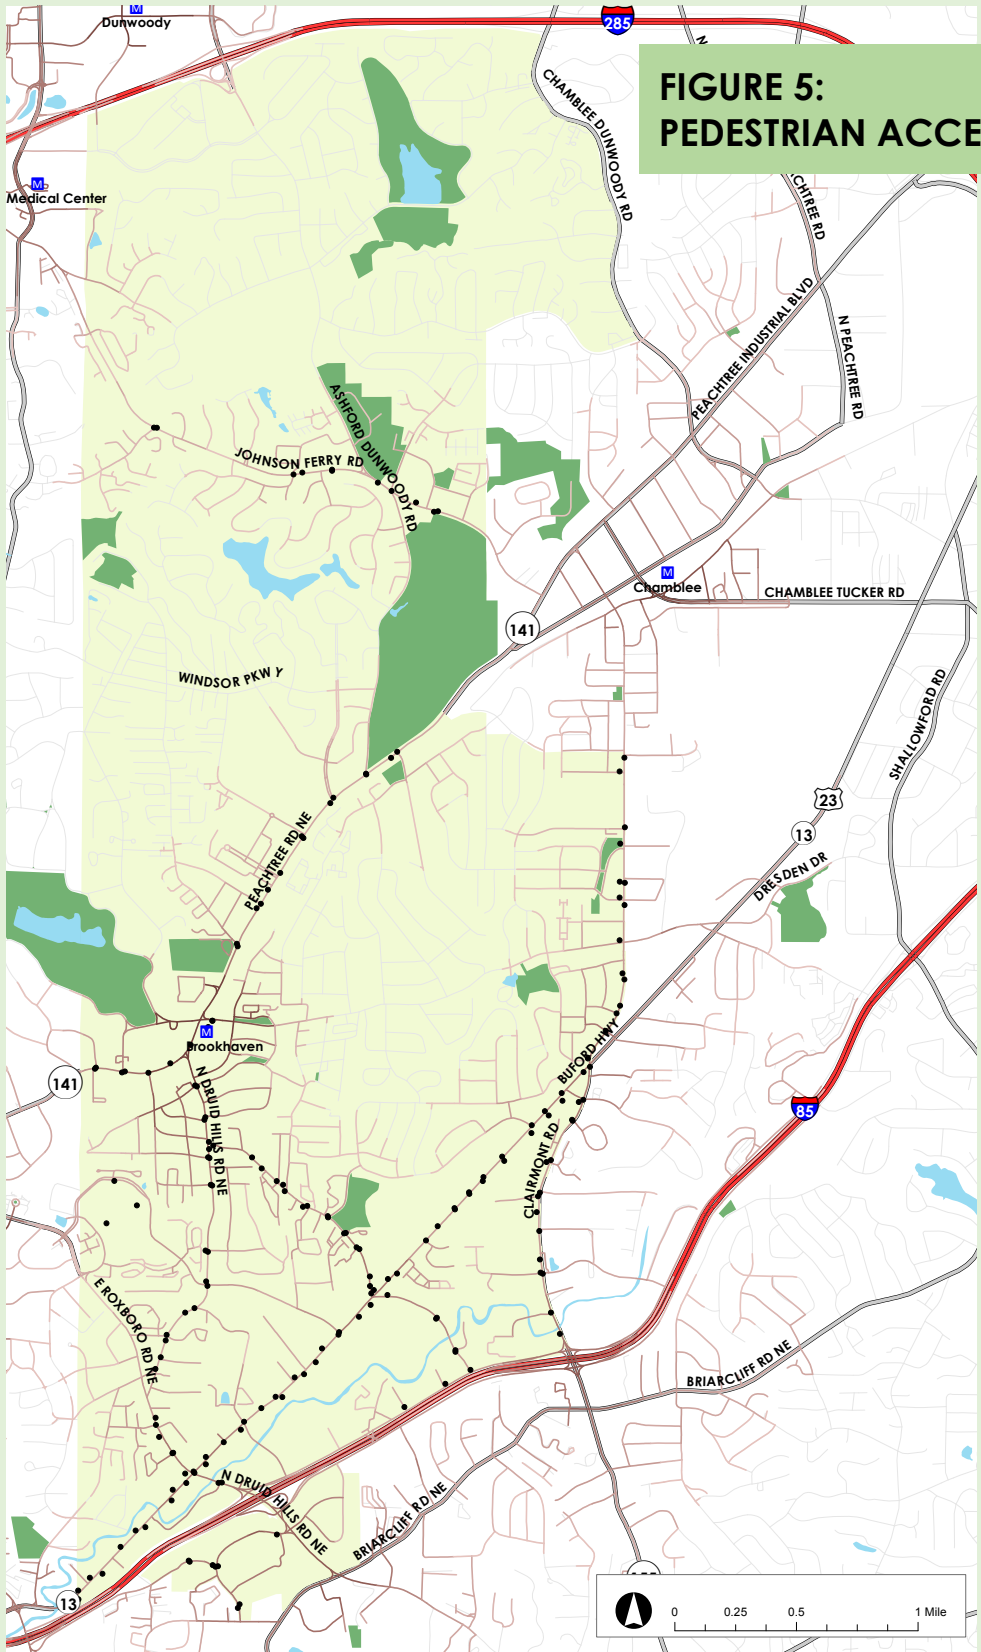 Dunwoody
285
N
CHAMBLEE DUNWOODY RD
FIGURE 5:
PEDESTRIAN ACCE
M
M
Medical Center
CHTREE RD
PEACHTREE INDUSTRIAL BLVD
N PEACHTREE RD
ASHFORD DUNWOODY RD
JOHNSON FERRY RD
M
Chamblee
CHAMBLEE TUCKER RD
141
WINDSOR PKW Y
SHALLOWFORD RD
23
13
PEACHTREE RD NE
DRESDEN DR
M
Brookhaven
BUFORD HWY
141
N DRUID HILLS RD NE
85
CLAIRMONT RD
E ROXBORO RD NE
BRIARCLIFF RD NE
N DRUID HILLS RD NE
BRIARCLIFF RD NE
13
0 0.25 0.5 1 Mile